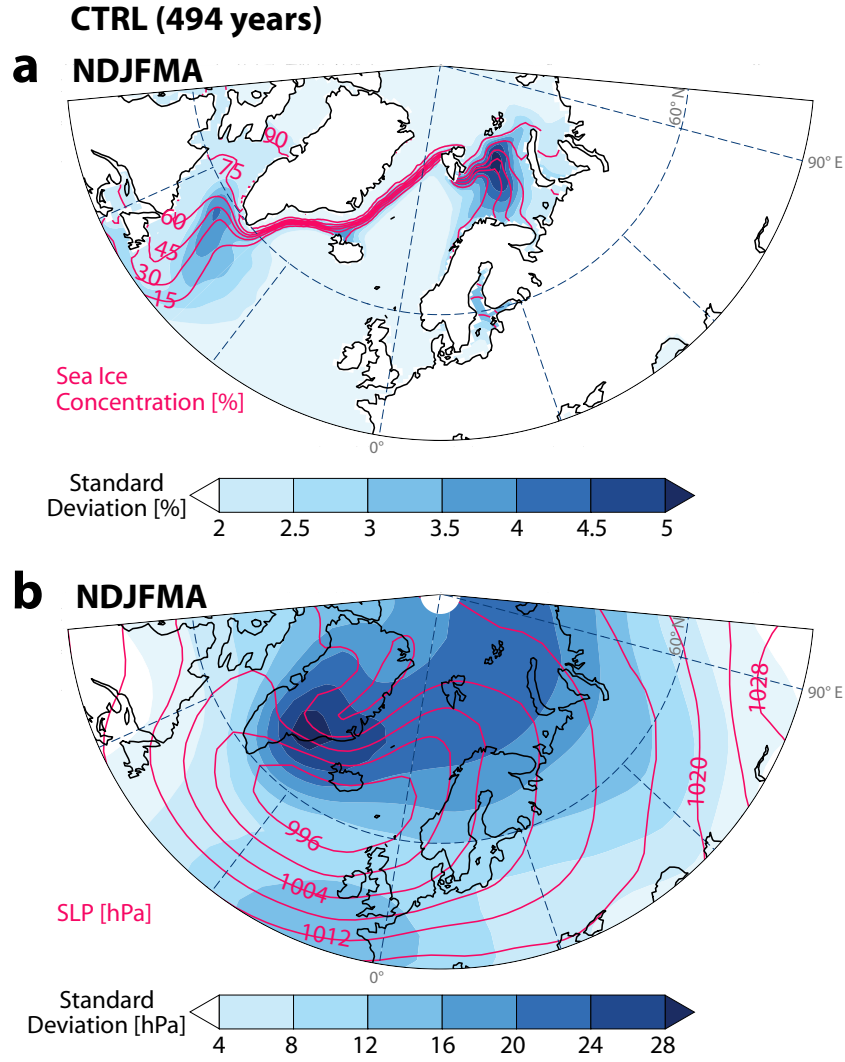 CTRL (494 years)
a NDJFMA
60° N
90
75
90° E
60
45
30
15
Sea Ice
Concentration [%]
0°
Standard
Deviation [%]
2 2.5 3 3.5 4 4.5 5
b NDJFMA
60° N
1028
90° E
1020
996
1004
SLP [hPa]
1012
0°
Standard
Deviation [hPa]
4 8 12 16 20 24 28